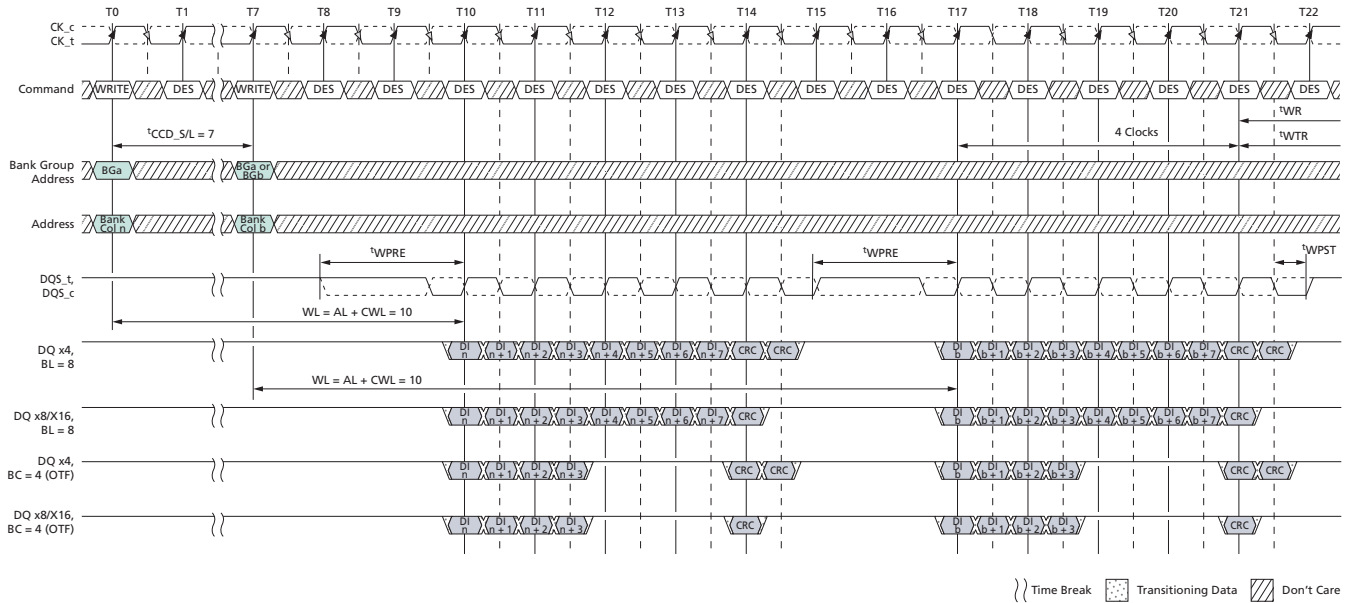 T0 T1 T7 T8 T9 T10 T11 T12 T13 T14 T15 T16 T17 T18 T19 T20 T21 T22
CK_c
CK_t
Command WRITE DES WRITE DES DES DES DES DES DES DES DES DES DES DES DES DES DES DES
tWR
tCCD_S/L = 7
4 Clocks
tWTR
Bank Group
Address
BGa
BGa or
BGb
Address
Bank
Col n
Bank
Col b
tWPRE tWPRE tWPST
DQS_t,
DQS_c
WL = AL + CWL = 10
DQ x4,
BL = 8
DI n DI n + 1 DI n + 2 DI n + 3 DI n + 4 DI n + 5 DI n + 6 DI n + 7 CRC CRC DI b DI b + 1 DI b + 2 DI b + 3 DI b + 4 DI b + 5 DI b + 6 DI b + 7 CRC CRC
WL = AL + CWL = 10
DQ x8/X16,
BL = 8
DI n DI n + 1 DI n + 2 DI n + 3 DI n + 4 DI n + 5 DI n + 6 DI n + 7 CRC DI b DI b + 1 DI b + 2 DI b + 3 DI b + 4 DI b + 5 DI b + 6 DI b + 7 CRC
DQ x4,
BC = 4 (OTF)
DI n DI n + 1 DI n + 2 DI n + 3 CRC CRC DI b DI b + 1 DI b + 2 DI b + 3 CRC CRC
DQ x8/X16,
BC = 4 (OTF)
DI n DI n + 1 DI n + 2 DI n + 3 CRC DI b DI b + 1 DI b + 2 DI b + 3 CRC
Time Break Transitioning Data Don't Care